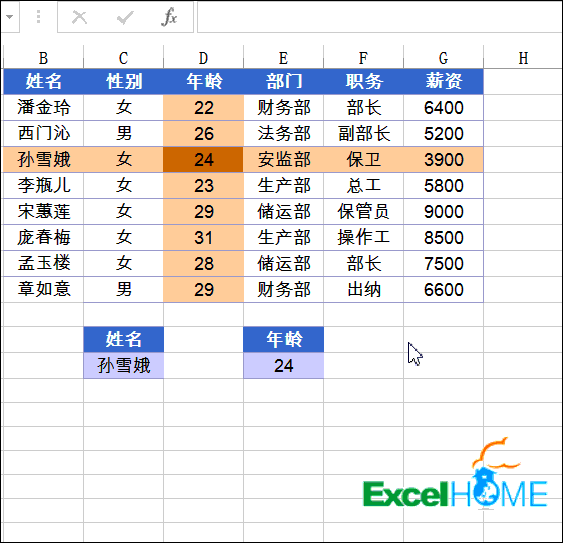 fx
B C D E F G H
姓名 性别 年龄 部门 职务 薪资
潘金玲 女 22 财务部 部长 6400
西门沁 男 26 法务部 副部长 5200
孙雪娥 女 24 安监部 保卫 3900
李瓶儿 女 23 生产部 总工 5800
宋蕙莲 女 29 储运部 保管员 9000
庞春梅 女 31 生产部 操作工 8500
孟玉楼 女 28 储运部 部长 7500
章如意 男 29 财务部 出纳 6600
姓名 年龄
孙雪娥 24
ExcelHOME